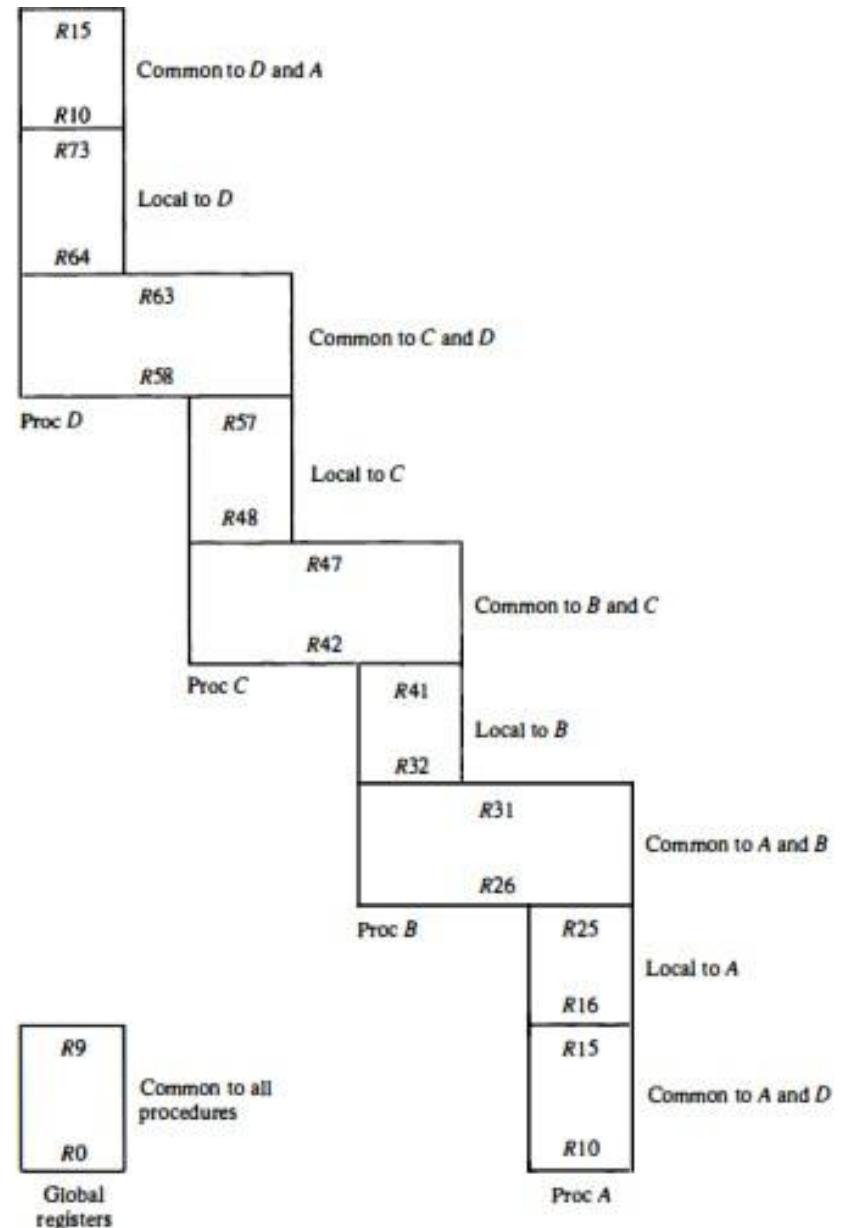 R15
Common to D and A
R10
R73
Local to D
R64
R63
Common to C and D
R58
Proc D
R57
Local to C
R48
R47
Common to B and C
R42
Proc C
R41
Local to B
R32
R31
Common to A and B
R26
Proc B
R25
Local to A
R16
R15
Common to A and D
R10
Proc A
R9
Common to all
procedures
R0
Global
registers